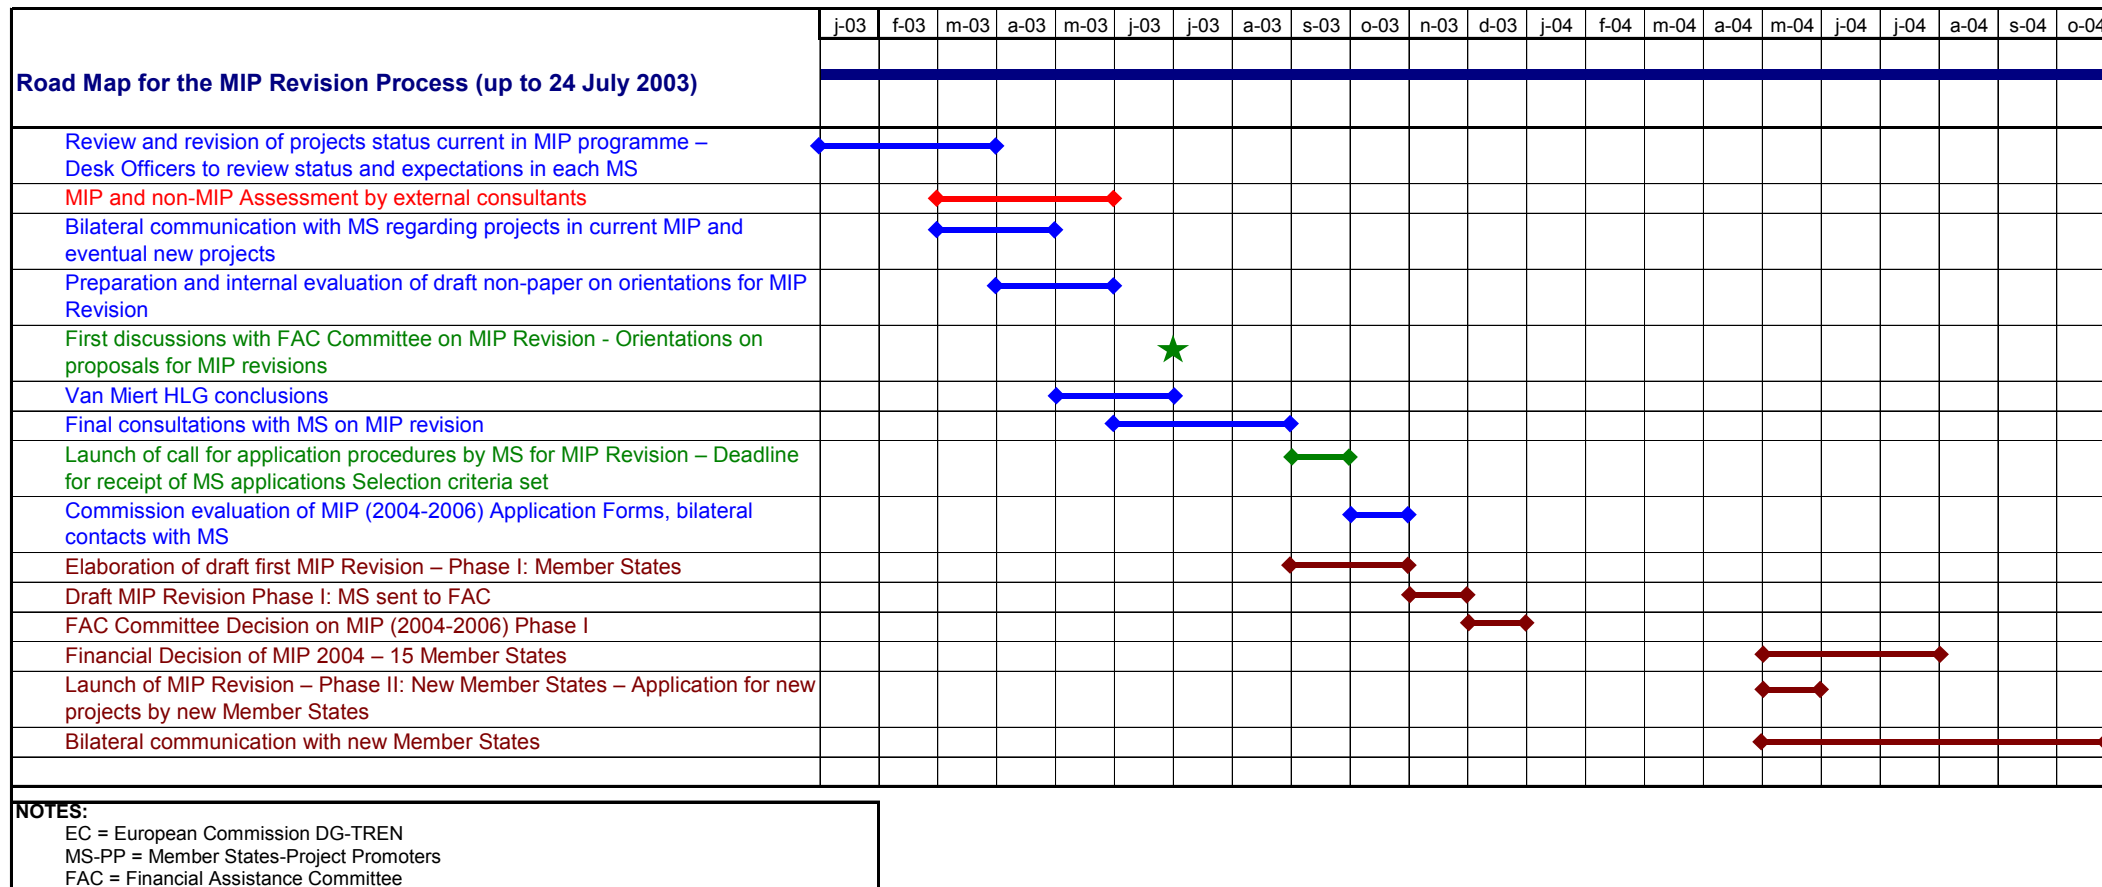 j-03 f-03 m-03 a-03 m-03 j-03 j-03 a-03 s-03 o-03 n-03 d-03 j-04 f-04 m-04 a-04 m-04 j-04 j-04 a-04 s-04 o-04
Road Map for the MIP Revision Process (up to 24 July 2003)
Review and revision of projects status current in MIP programme –
Desk Officers to review status and expectations in each MS
MIP and non-MIP Assessment by external consultants
Bilateral communication with MS regarding projects in current MIP and
eventual new projects
Preparation and internal evaluation of draft non-paper on orientations for MIP
Revision
First discussions with FAC Committee on MIP Revision - Orientations on
proposals for MIP revisions
Van Miert HLG conclusions
Final consultations with MS on MIP revision
Launch of call for application procedures by MS for MIP Revision – Deadline
for receipt of MS applications Selection criteria set
Commission evaluation of MIP (2004-2006) Application Forms, bilateral
contacts with MS
Elaboration of draft first MIP Revision – Phase I: Member States
Draft MIP Revision Phase I: MS sent to FAC
FAC Committee Decision on MIP (2004-2006) Phase I
Financial Decision of MIP 2004 – 15 Member States
Launch of MIP Revision – Phase II: New Member States – Application for new
projects by new Member States
Bilateral communication with new Member States
NOTES:
EC = European Commission DG-TREN
MS-PP = Member States-Project Promoters
FAC = Financial Assistance Committee